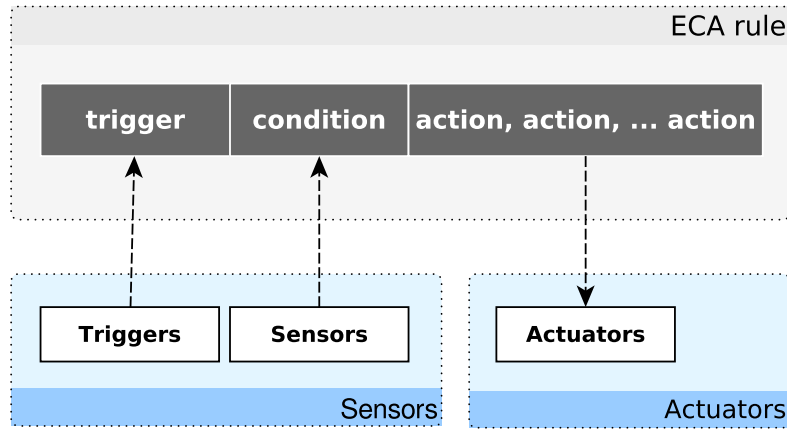 ECA rule
trigger
condition
action, action, ... action
Triggers
Sensors
Actuators
Sensors
Actuators